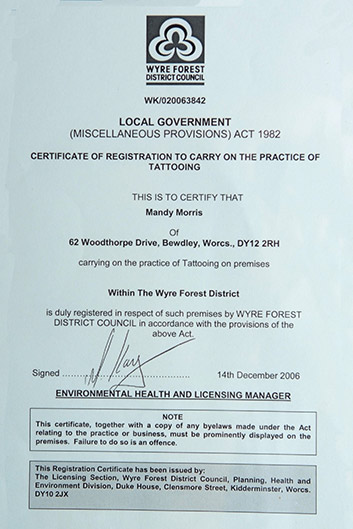 WYRE FOREST
DISTRICT COUNCIL
WK/020063842
LOCAL GOVERNMENT
(MISCELLANEOUS PROVISIONS) ACT 1982
CERTIFICATE OF REGISTRATION TO CARRY ON THE PRACTICE OF
TATTOOING
THIS IS TO CERTIFY THAT
Mandy Morris
Of
62 Woodthorpe Drive, Bewdley, Worcs., DY12 2RH
carrying on the practice of Tattooing on premises
Within The Wyre Forest District
is duly registered in respect of such premises by WYRE FOREST
DISTRICT COUNCIL in accordance with the provisions of the
above Act.
Signed ........................................ 14th December 2006
ENVIRONMENTAL HEALTH AND LICENSING MANAGER
NOTE
This certificate, together with a copy of any byelaws made under the Act
relating to the practice or business, must be prominently displayed on the
premises. Failure to do so is an offence.
This Registration Certificate has been issued by:
The Licensing Section, Wyre Forest District Council, Planning, Health and
Environment Division, Duke House, Clensmore Street, Kidderminster, Worcs.
DY10 2JX